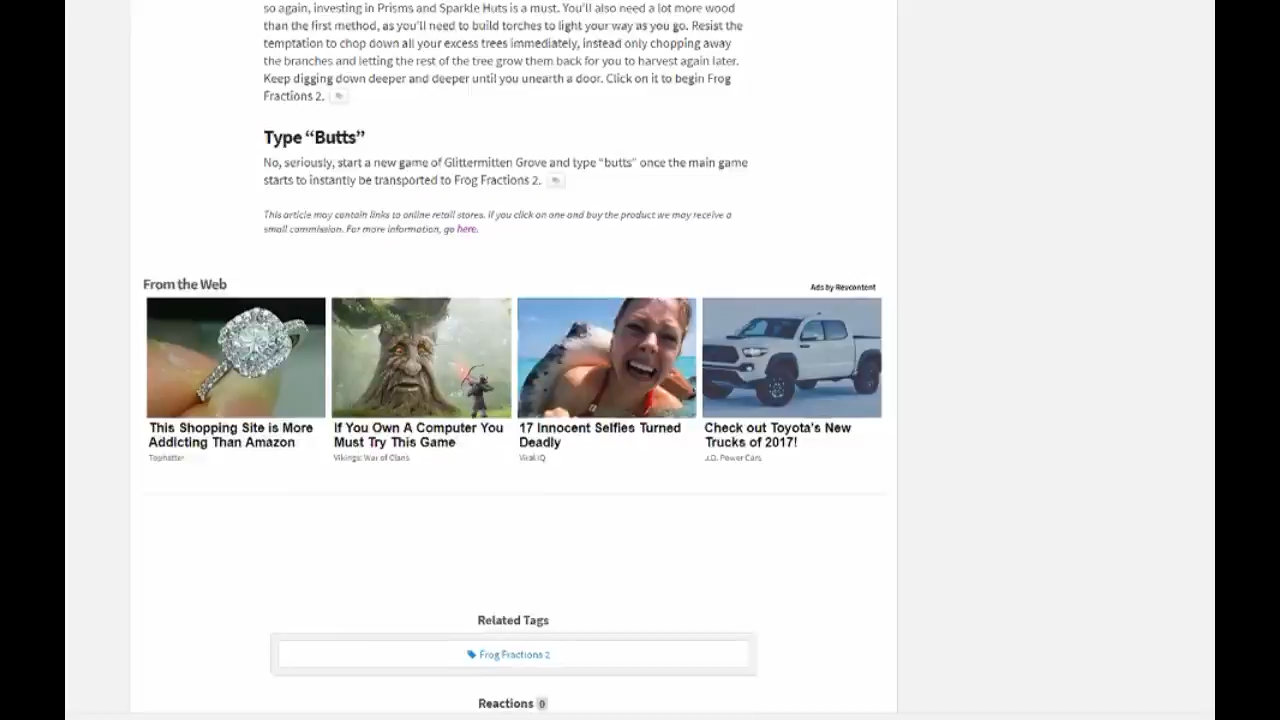 so again, investing in Prisms and Sparkle Huts is a must. You'll also need a lot more wood
than the first method, as you'll need to build torches to light your way as you go. Resist the
temptation to chop down all your excess trees immediately, instead only chopping away
the branches and letting the rest of the tree grow them back for you to harvest again later.
Keep digging down deeper and deeper until you unearth a door. Click on it to begin Frog
Fractions 2.
Type “Butts”
No, seriously, start a new game of Glittermitten Grove and type “butts” once the main game
starts to instantly be transported to Frog Fractions 2.
This article may contain links to online retail stores. If you click on one and buy the product we may receive a
small commission. For more information, go here.
From the Web
Ads by Revcontent
This Shopping Site is More
Addicting Than Amazon
Tophatter
If You Own A Computer You
Must Try This Game
Vikings: War of Clans
17 Innocent Selfies Turned
Deadly
Viral IQ
Check out Toyota's New
Trucks of 2017!
J.D. Power Cars
Related Tags
Frog Fractions 2
Reactions 0